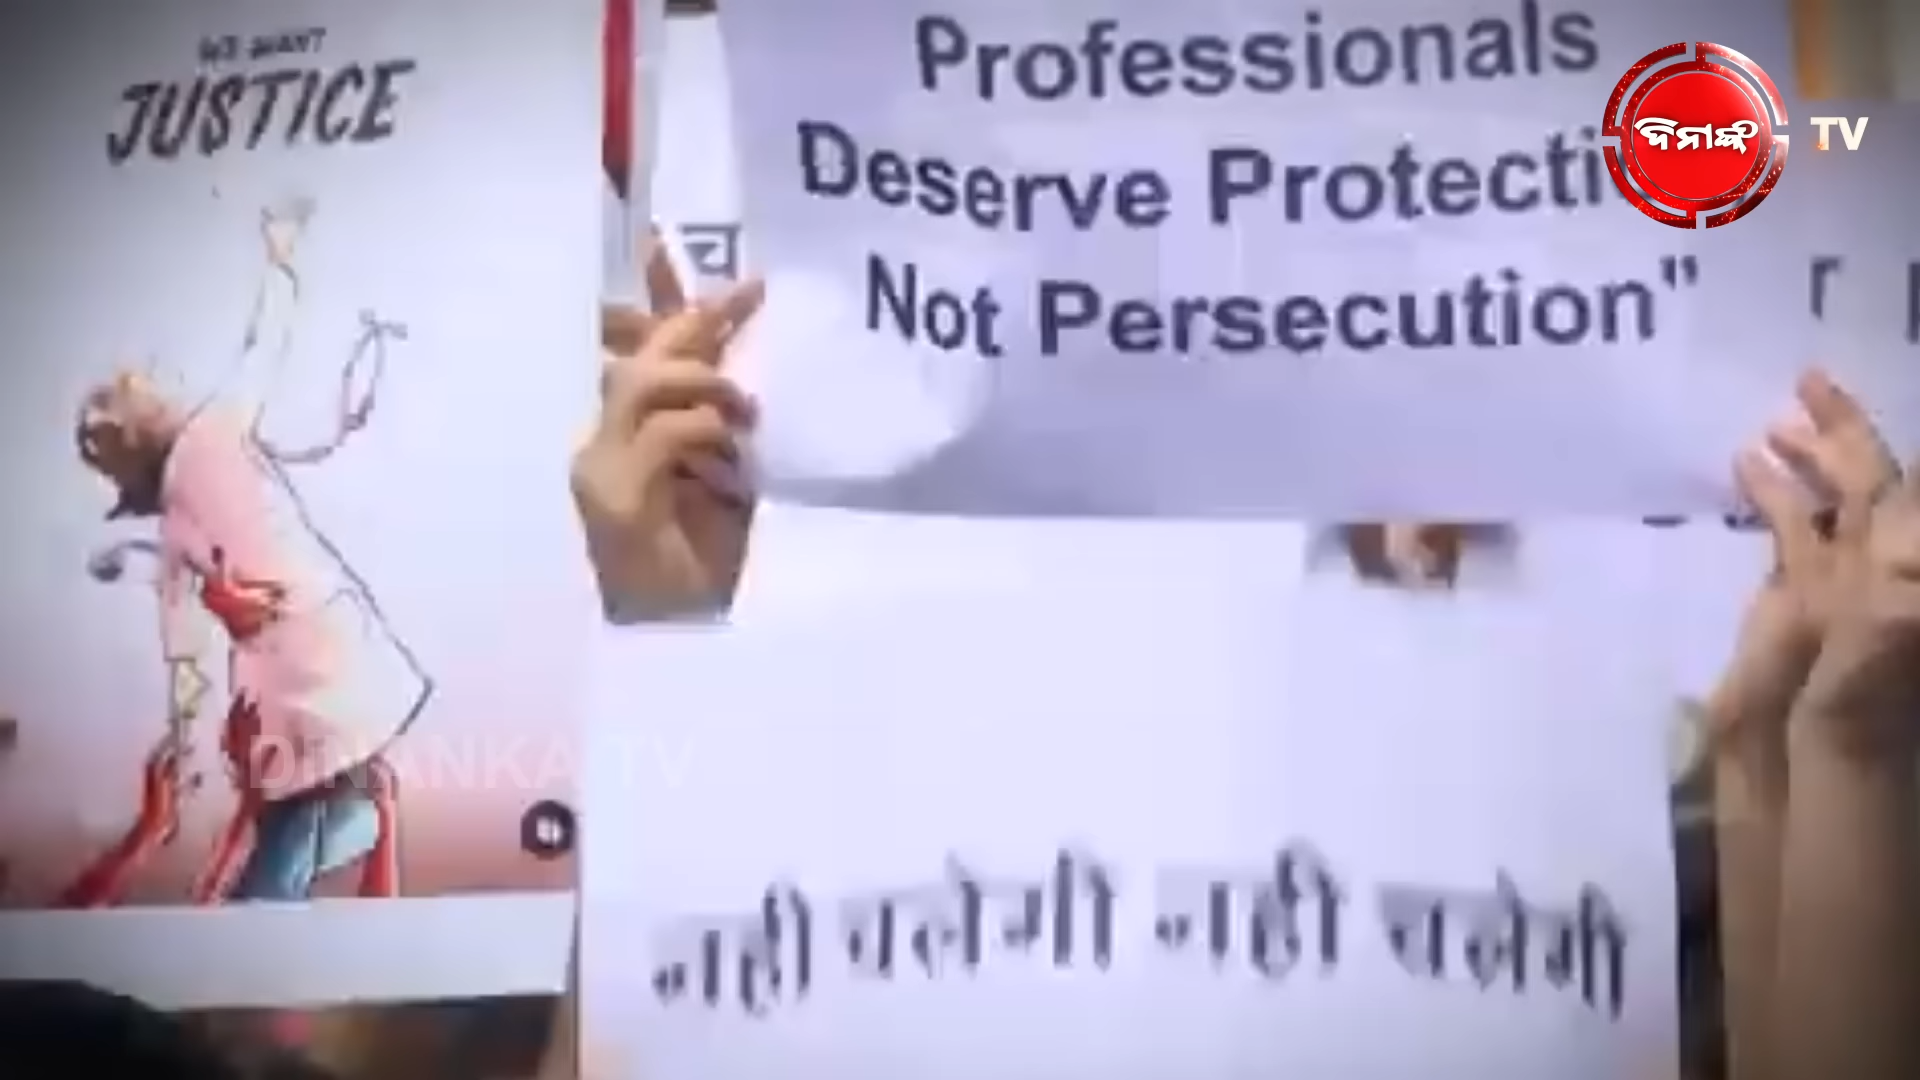 WE WANT
JUSTICE
Professionals
Deserve Protecti
Not Persecution"
च
ଦିନାଙ୍କ TV
DiNANKA TV
नही चलेगी नही चलेगी